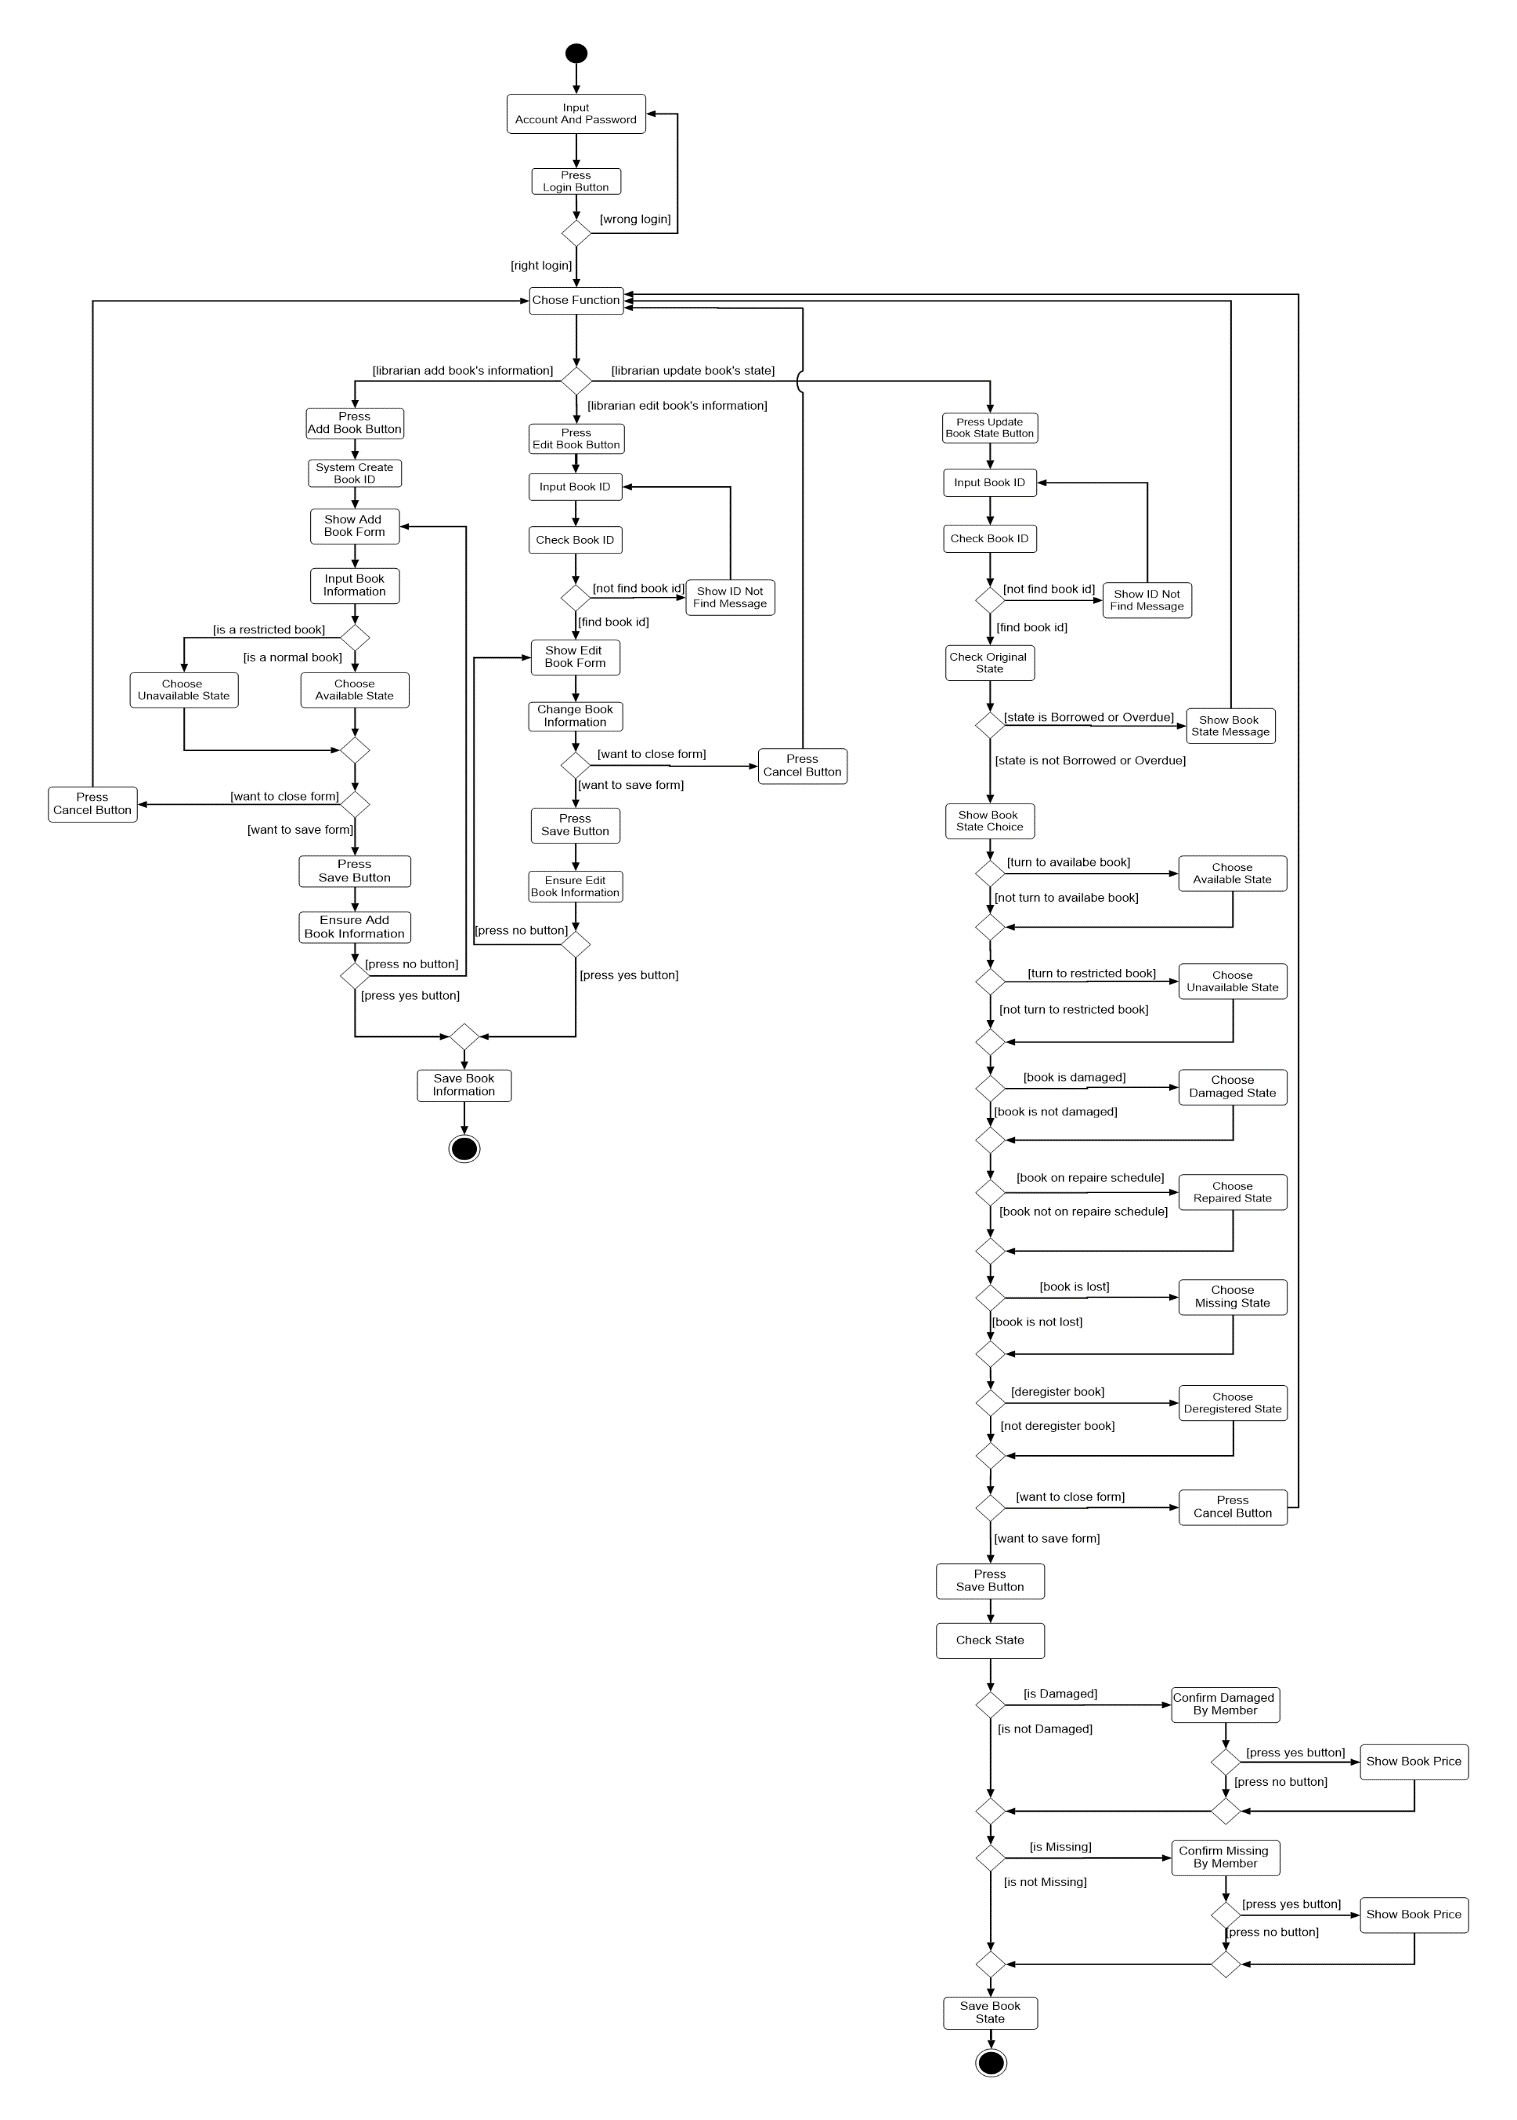 Input
Account And Password
Press
Login Button
[wrong login]
[right login]
Chose Function
[librarian add book's information]
[librarian update book's state]
[librarian edit book's information]
Press
Add Book Button
System Create
Book ID
Show Add
Book Form
Input Book
Information
[is a restricted book]
[is a normal book]
Choose
Unavailable State
Choose
Available State
[want to close form]
Press
Cancel Button
[want to save form]
Press
Save Button
Ensure Add
Book Information
[press no button]
[press yes button]
Press
Edit Book Button
Input Book ID
Check Book ID
[not find book id]
Show ID Not
Find Message
[find book id]
Show Edit
Book Form
Change Book
Information
[want to close form]
Press
Cancel Button
[want to save form]
Press
Save Button
Ensure Edit
Book Information
[press no button]
[press yes button]
Save Book
Information
Press Update
Book State Button
Input Book ID
Check Book ID
[not find book id]
Show ID Not
Find Message
[find book id]
Check Original
State
[state is Borrowed or Overdue]
Show Book
State Message
[state is not Borrowed or Overdue]
Show Book
State Choice
[turn to availabe book]
Choose
Available State
[not turn to availabe book]
[turn to restricted book]
Choose
Unavailable State
[not turn to restricted book]
[book is damaged]
Choose
Damaged State
[book is not damaged]
[book on repaire schedule]
Choose
Repaired State
[book not on repaire schedule]
[book is lost]
Choose
Missing State
[book is not lost]
[deregister book]
Choose
Deregistered State
[not deregister book]
[want to close form]
Press
Cancel Button
[want to save form]
Press
Save Button
Check State
[is Damaged]
Confirm Damaged
By Member
[is not Damaged]
[press yes button]
Show Book Price
[press no button]
[is Missing]
Confirm Missing
By Member
[is not Missing]
[press yes button]
Show Book Price
[press no button]
Save Book
State